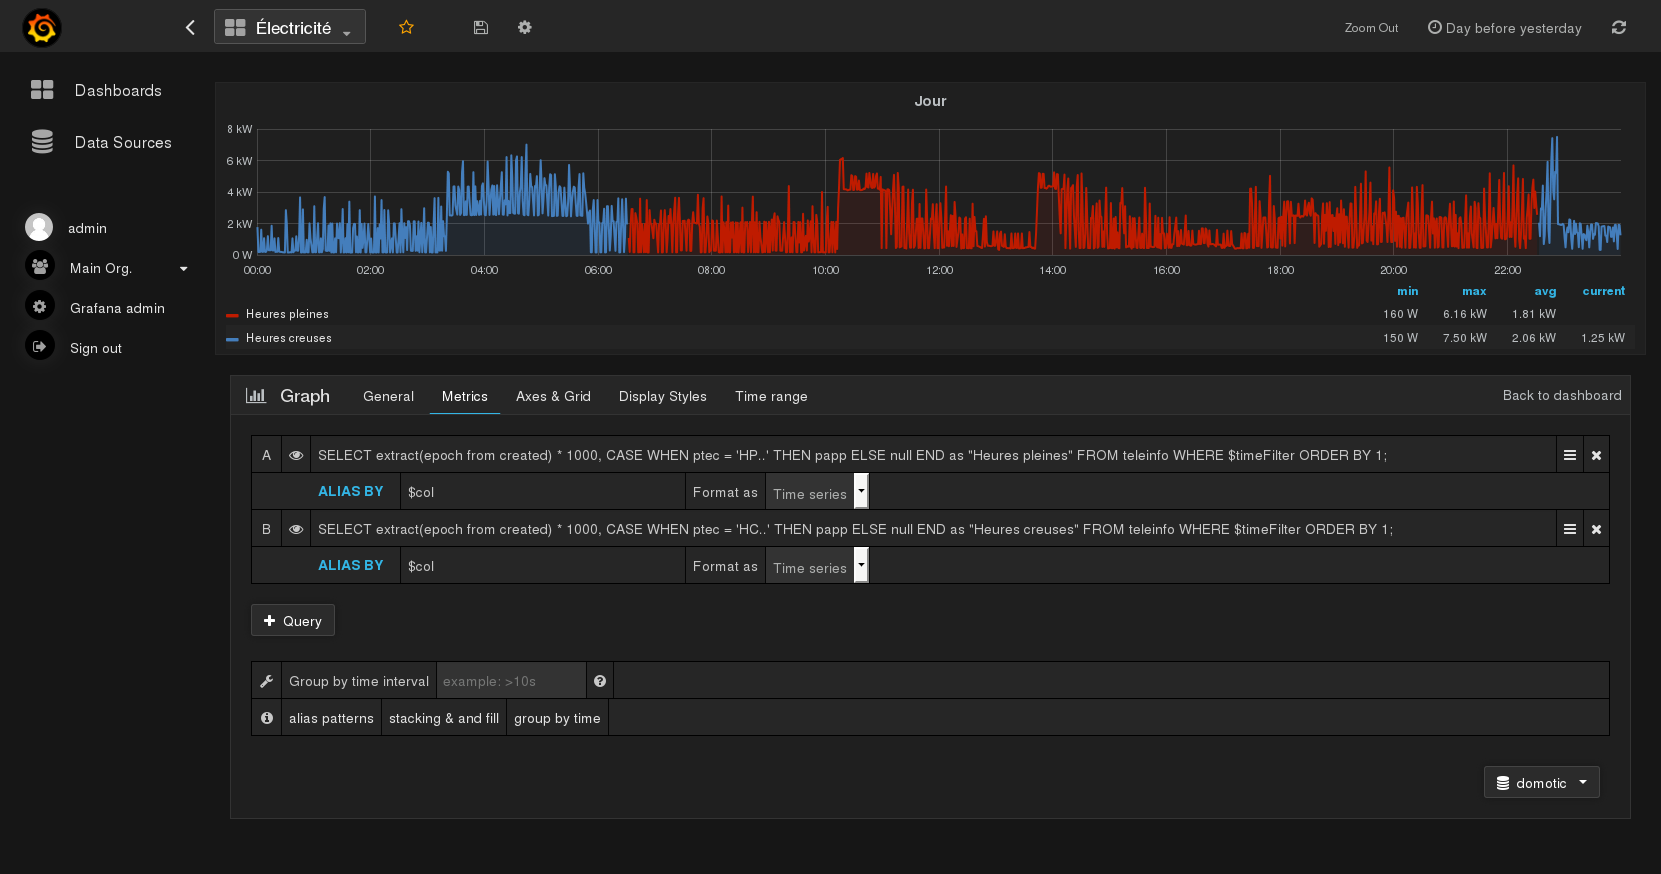 Électricité
Zoom Out
Day before yesterday
Dashboards
Data Sources
admin
Main Org.
Grafana admin
Sign out
Jour
8 kW
6 kW
4 kW
2 kW
0 W
00:00 02:00 04:00 06:00 08:00 10:00 12:00 14:00 16:00 18:00 20:00 22:00
min max avg current
Heures pleines 160 W 6.16 kW 1.81 kW
Heures creuses 150 W 7.50 kW 2.06 kW 1.25 kW
Graph General Metrics Axes & Grid Display Styles Time range Back to dashboard
A SELECT extract(epoch from created) * 1000, CASE WHEN ptec = 'HP..' THEN papp ELSE null END as "Heures pleines" FROM teleinfo WHERE $timeFilter ORDER BY 1;
ALIAS BY $col Format as Time series
B SELECT extract(epoch from created) * 1000, CASE WHEN ptec = 'HC..' THEN papp ELSE null END as "Heures creuses" FROM teleinfo WHERE $timeFilter ORDER BY 1;
ALIAS BY $col Format as Time series
Query
Group by time interval example: >10s
alias patterns stacking & and fill group by time
domotic